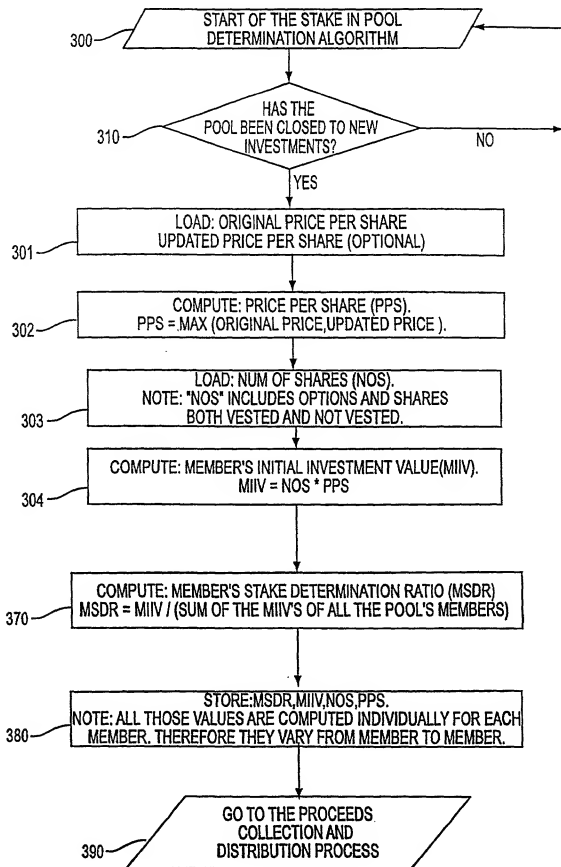 START OF THE STAKE IN POOL
DETERMINATION ALGORITHM
300
HAS THE
POOL BEEN CLOSED TO NEW
INVESTMENTS?
310
NO
YES
LOAD: ORIGINAL PRICE PER SHARE
UPDATED PRICE PER SHARE (OPTIONAL)
301
COMPUTE: PRICE PER SHARE (PPS).
PPS = MAX (ORIGINAL PRICE,UPDATED PRICE ).
302
LOAD: NUM OF SHARES (NOS).
NOTE: "NOS" INCLUDES OPTIONS AND SHARES
BOTH VESTED AND NOT VESTED.
303
COMPUTE: MEMBER'S INITIAL INVESTMENT VALUE(MIIV).
MIIV = NOS * PPS
304
COMPUTE: MEMBER'S STAKE DETERMINATION RATIO (MSDR)
MSDR = MIIV / (SUM OF THE MIIV'S OF ALL THE POOL'S MEMBERS)
370
STORE:MSDR,MIIV,NOS,PPS.
NOTE: ALL THOSE VALUES ARE COMPUTED INDIVIDUALLY FOR EACH
MEMBER. THEREFORE THEY VARY FROM MEMBER TO MEMBER.
380
GO TO THE PROCEEDS
COLLECTION AND
DISTRIBUTION PROCESS
390